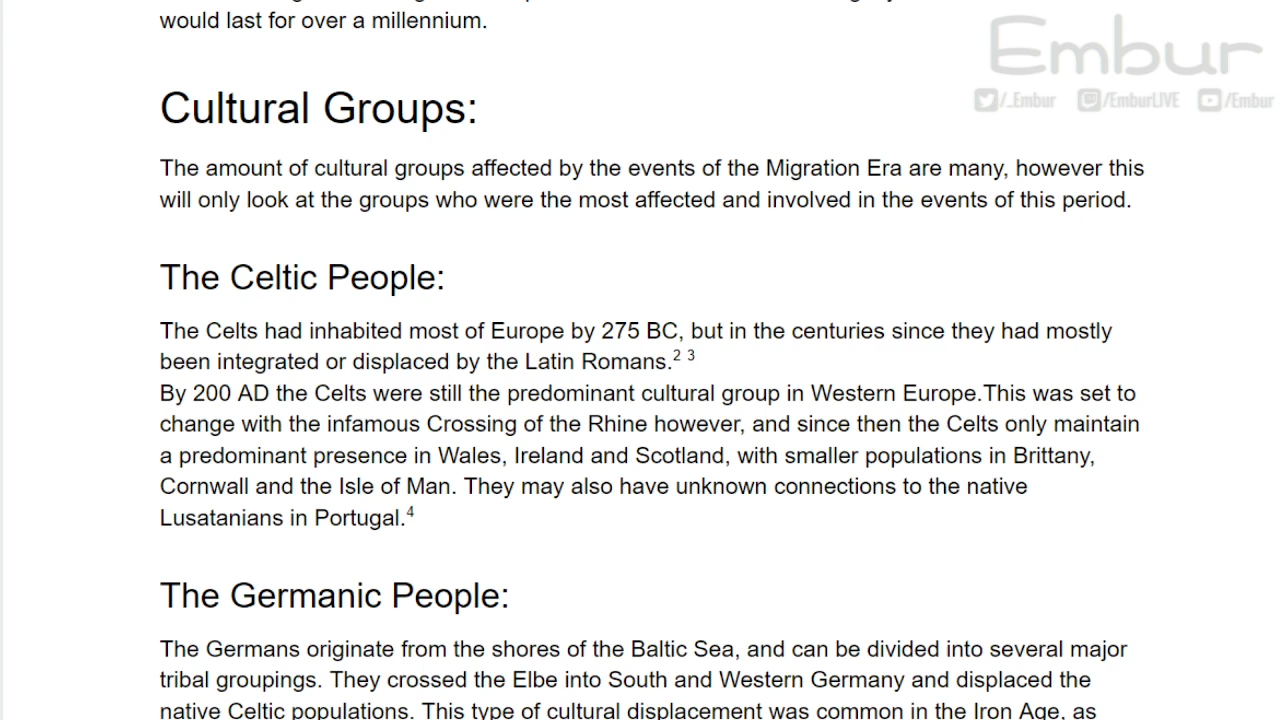 would last for over a millennium.
Embur
/_Embur /EmburLIVE /Embur
Cultural Groups:
The amount of cultural groups affected by the events of the Migration Era are many, however this
will only look at the groups who were the most affected and involved in the events of this period.
The Celtic People:
The Celts had inhabited most of Europe by 275 BC, but in the centuries since they had mostly
been integrated or displaced by the Latin Romans.2 3
By 200 AD the Celts were still the predominant cultural group in Western Europe.This was set to
change with the infamous Crossing of the Rhine however, and since then the Celts only maintain
a predominant presence in Wales, Ireland and Scotland, with smaller populations in Brittany,
Cornwall and the Isle of Man. They may also have unknown connections to the native
Lusatanians in Portugal.4
The Germanic People:
The Germans originate from the shores of the Baltic Sea, and can be divided into several major
tribal groupings. They crossed the Elbe into South and Western Germany and displaced the
native Celtic populations. This type of cultural displacement was common in the Iron Age, as